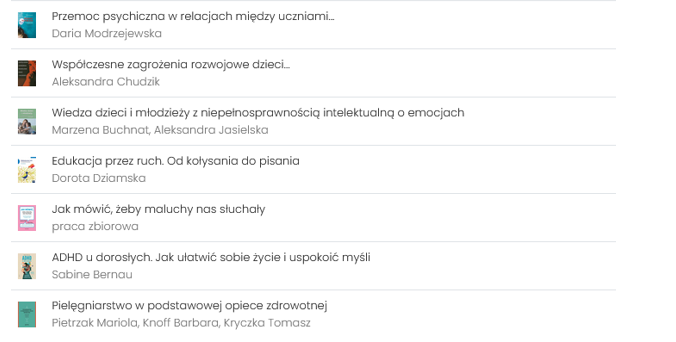 Przemoc psychiczna w relacjach między uczniami...
Daria Modrzejewska
Współczesne zagrożenia rozwojowe dzieci...
Aleksandra Chudzik
Wiedza dzieci i młodzieży z niepełnosprawnością intelektualną o emocjach
Marzena Buchnat, Aleksandra Jasielska
Edukacja przez ruch. Od kołysania do pisania
Dorota Dziamska
Jak mówić, żeby maluchy nas słuchały
praca zbiorowa
ADHD u dorosłych. Jak ułatwić sobie życie i uspokoić myśli
Sabine Bernau
Pielęgniarstwo w podstawowej opiece zdrowotnej
Pietrzak Mariola, Knoff Barbara, Kryczka Tomasz